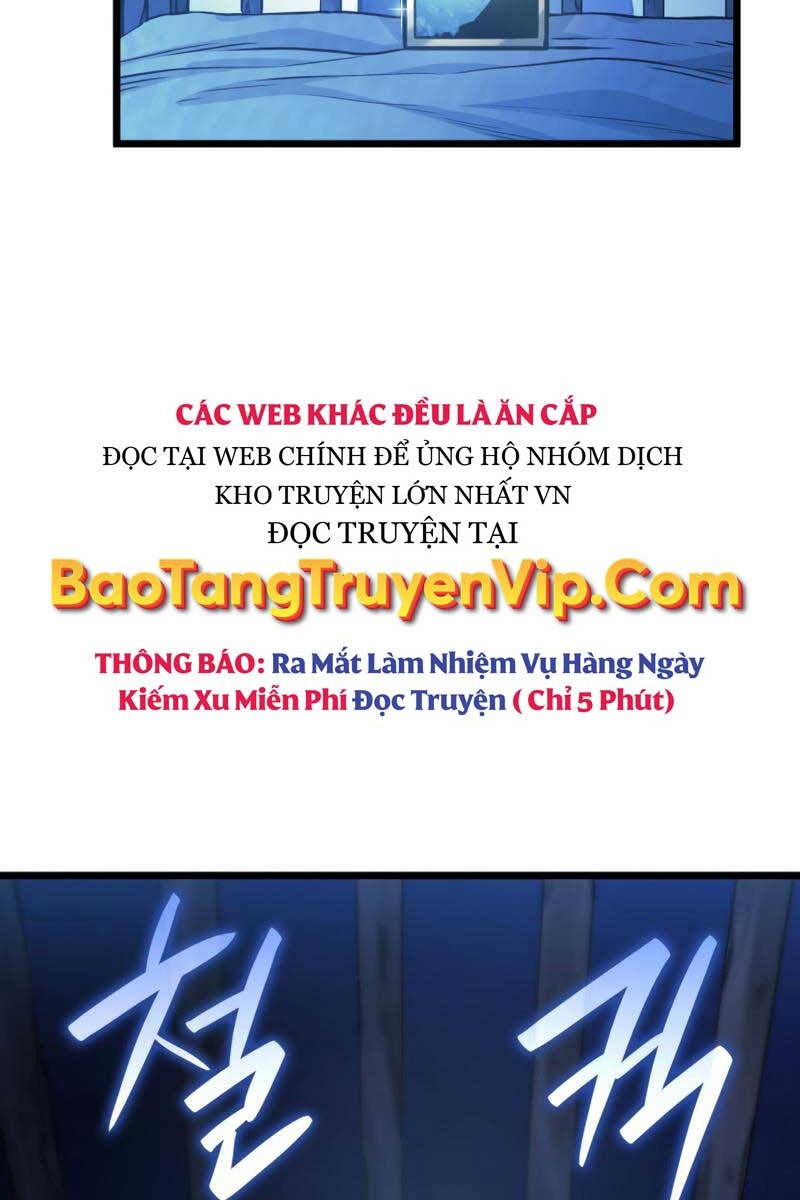 CÁC WEB KHÁC ĐỀU LÀ ĂN CẮP
ĐỌC TẠI WEB CHÍNH ĐỂ ỦNG HỘ NHÓM DỊCH
KHO TRUYỆN LỚN NHẤT VN
ĐỌC TRUYỆN TẠI
BaoTangTruyenVip.Com
THÔNG BÁO: Ra Mắt Làm Nhiệm Vụ Hàng Ngày
Kiếm Xu Miễn Phí Đọc Truyện ( Chỉ 5 Phút)
철컥